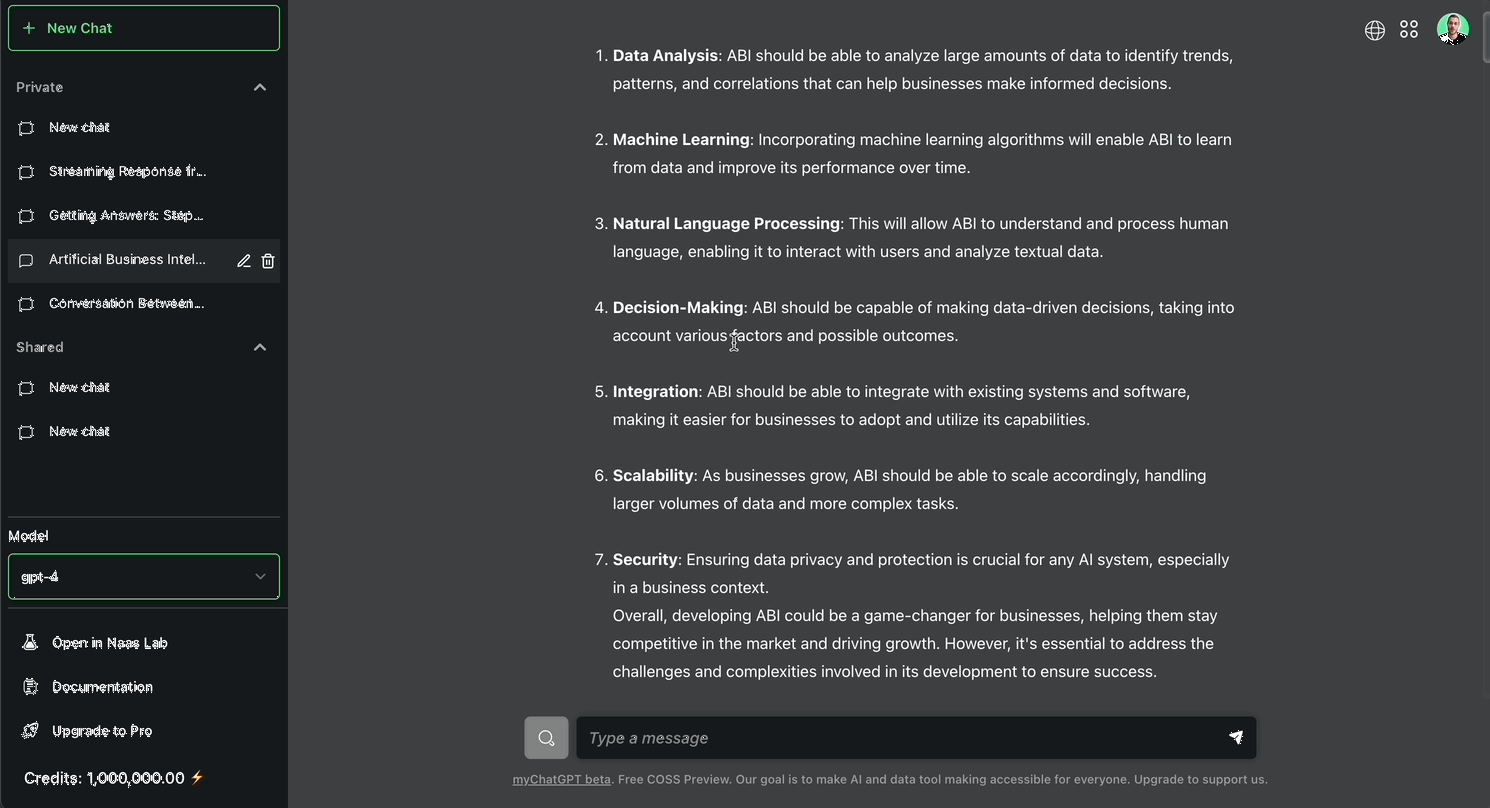 New Chat
Private
New chat
Streaming Response fr...
Getting Answers: Step...
Artificial Business Intel...
Conversation Between...
Shared
New chat
New chat
Model
gpt-4
Open in Naas Lab
Documentation
Upgrade to Pro
Credits: 1,000,000.00 ⚡
1. Data Analysis: ABI should be able to analyze large amounts of data to identify trends,
patterns, and correlations that can help businesses make informed decisions.
2. Machine Learning: Incorporating machine learning algorithms will enable ABI to learn
from data and improve its performance over time.
3. Natural Language Processing: This will allow ABI to understand and process human
language, enabling it to interact with users and analyze textual data.
4. Decision-Making: ABI should be capable of making data-driven decisions, taking into
account various factors and possible outcomes.
5. Integration: ABI should be able to integrate with existing systems and software,
making it easier for businesses to adopt and utilize its capabilities.
6. Scalability: As businesses grow, ABI should be able to scale accordingly, handling
larger volumes of data and more complex tasks.
7. Security: Ensuring data privacy and protection is crucial for any AI system, especially
in a business context.
Overall, developing ABI could be a game-changer for businesses, helping them stay
competitive in the market and driving growth. However, it's essential to address the
challenges and complexities involved in its development to ensure success.
Type a message
myChatGPT beta. Free COSS Preview. Our goal is to make AI and data tool making accessible for everyone. Upgrade to support us.